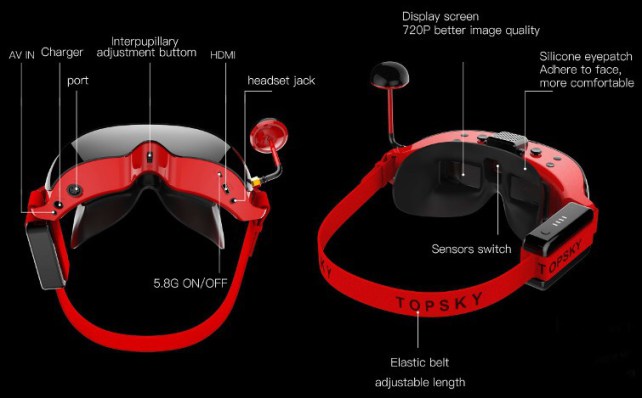 AV IN
Charger
port
Interpupillary
adjustment buttom
HDMI
headset jack
5.8G ON/OFF
Display screen
720P better image quality
Silicone eyepatch
Adhere to face,
more comfortable
Sensors switch
TOPSKY
TOPSKY
KY
Elastic belt
adjustable length